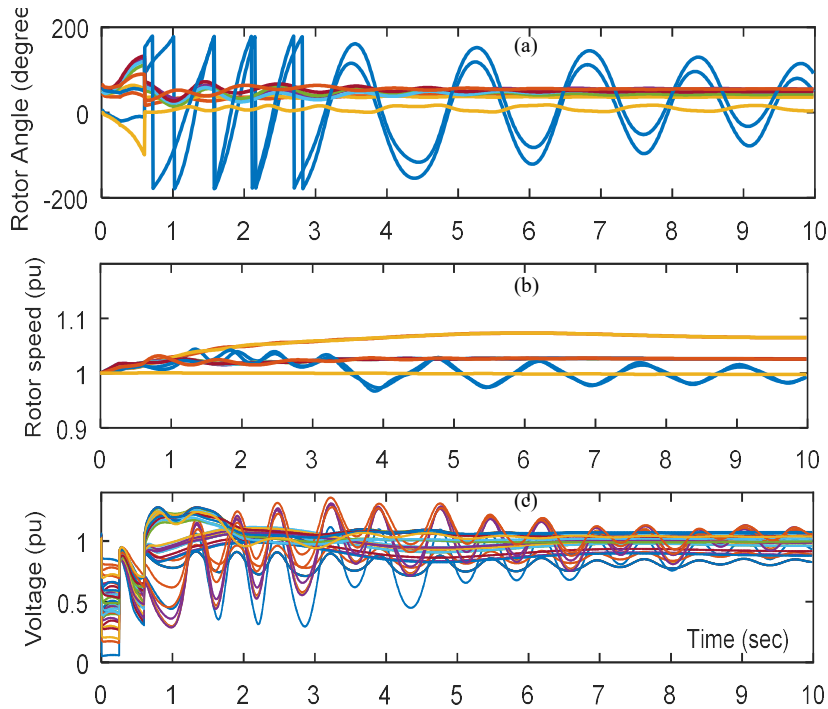 Rotor Angle (degree
200
0
-200
(a)
0 1 2 3 4 5 6 7 8 9 10
Rotor speed (pu)
1.1
1
0.9
(b)
0 1 2 3 4 5 6 7 8 9 10
Voltage (pu)
1
0.5
0
(c)
Time (sec)
0 1 2 3 4 5 6 7 8 9 10